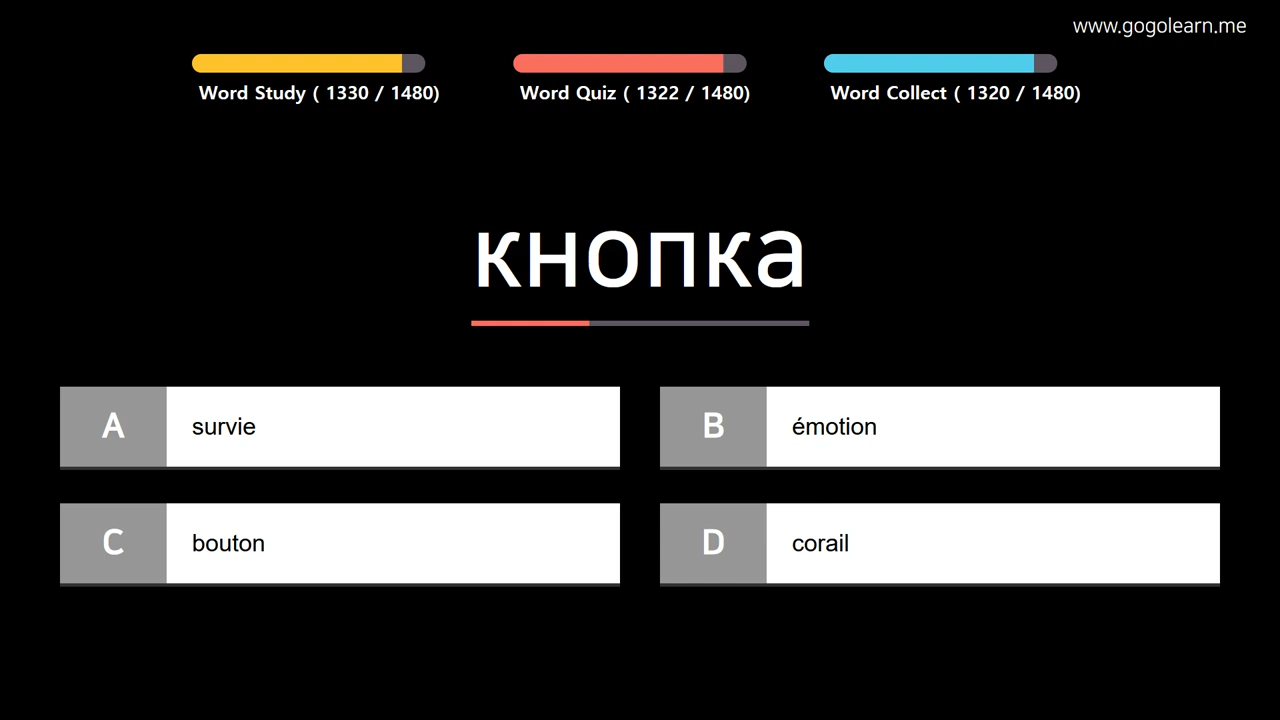 www.gogolearn.me
Word Study ( 1330 / 1480)
Word Quiz ( 1322 / 1480)
Word Collect ( 1320 / 1480)
кнопка
A survie
B émotion
C bouton
D corail